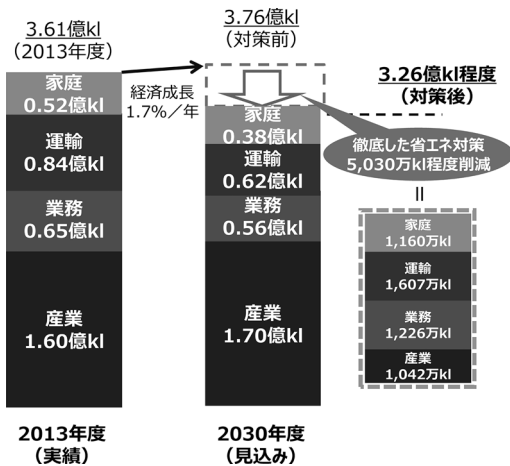 3.61億kl
（2013年度）
家庭
0.52億kl
運輸
0.84億kl
業務
0.65億kl
産業
1.60億kl
2013年度
（実績）
経済成長
1.7%／年
3.76億kl
（対策前）
家庭
0.38億kl
運輸
0.62億kl
業務
0.56億kl
産業
1.70億kl
2030年度
（見込み）
3.26億kl程度
（対策後）
徹底した省エネ対策
5,030万kl程度削減
＝
家庭
1,160万kl
運輸
1,607万kl
業務
1,226万kl
産業
1,042万kl